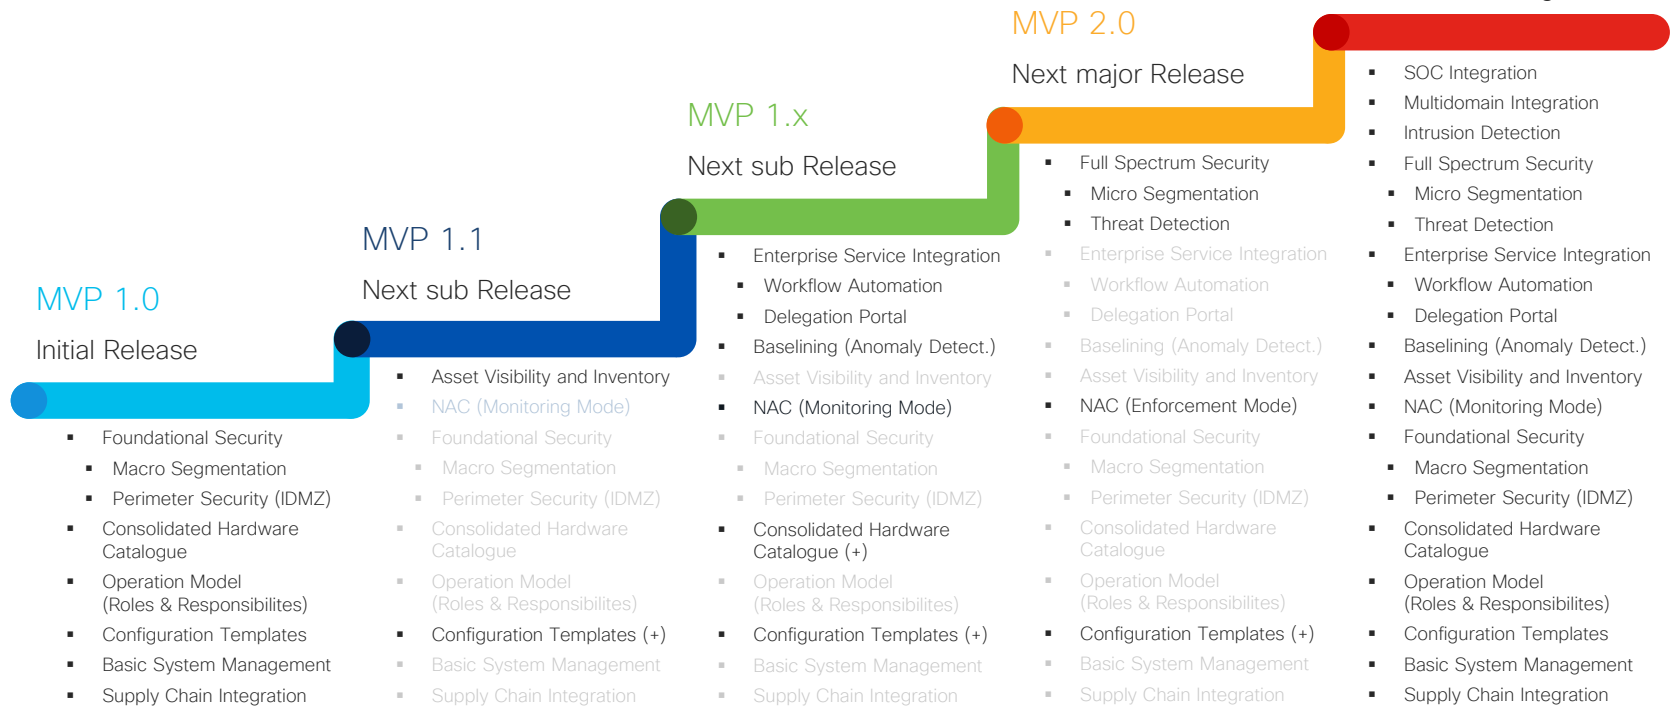 MVP 1.0
Initial Release
▪ Foundational Security
▪ Macro Segmentation
▪ Perimeter Security (IDMZ)
▪ Consolidated Hardware
Catalogue
▪ Operation Model
(Roles & Responsibilites)
▪ Configuration Templates
▪ Basic System Management
▪ Supply Chain Integration
MVP 1.1
Next sub Release
▪ Asset Visibility and Inventory
▪ NAC (Monitoring Mode)
▪ Foundational Security
▪ Macro Segmentation
▪ Perimeter Security (IDMZ)
▪ Consolidated Hardware
Catalogue
▪ Operation Model
(Roles & Responsibilites)
▪ Configuration Templates (+)
▪ Basic System Management
▪ Supply Chain Integration
MVP 1.x
Next sub Release
▪ Enterprise Service Integration
▪ Workflow Automation
▪ Delegation Portal
▪ Baselining (Anomaly Detect.)
▪ Asset Visibility and Inventory
▪ NAC (Monitoring Mode)
▪ Foundational Security
▪ Macro Segmentation
▪ Perimeter Security (IDMZ)
▪ Consolidated Hardware
Catalogue (+)
▪ Operation Model
(Roles & Responsibilites)
▪ Configuration Templates (+)
▪ Basic System Management
▪ Supply Chain Integration
MVP 2.0
Next major Release
▪ Full Spectrum Security
▪ Micro Segmentation
▪ Threat Detection
▪ Enterprise Service Integration
▪ Workflow Automation
▪ Delegation Portal
▪ Baselining (Anomaly Detect.)
▪ Asset Visibility and Inventory
▪ NAC (Enforcement Mode)
▪ Foundational Security
▪ Macro Segmentation
▪ Perimeter Security (IDMZ)
▪ Consolidated Hardware
Catalogue
▪ Operation Model
(Roles & Responsibilites)
▪ Configuration Templates (+)
▪ Basic System Management
▪ Supply Chain Integration
▪ SOC Integration
▪ Multidomain Integration
▪ Intrusion Detection
▪ Full Spectrum Security
▪ Micro Segmentation
▪ Threat Detection
▪ Enterprise Service Integration
▪ Workflow Automation
▪ Delegation Portal
▪ Baselining (Anomaly Detect.)
▪ Asset Visibility and Inventory
▪ NAC (Monitoring Mode)
▪ Foundational Security
▪ Macro Segmentation
▪ Perimeter Security (IDMZ)
▪ Consolidated Hardware
Catalogue
▪ Operation Model
(Roles & Responsibilites)
▪ Configuration Templates
▪ Basic System Management
▪ Supply Chain Integration